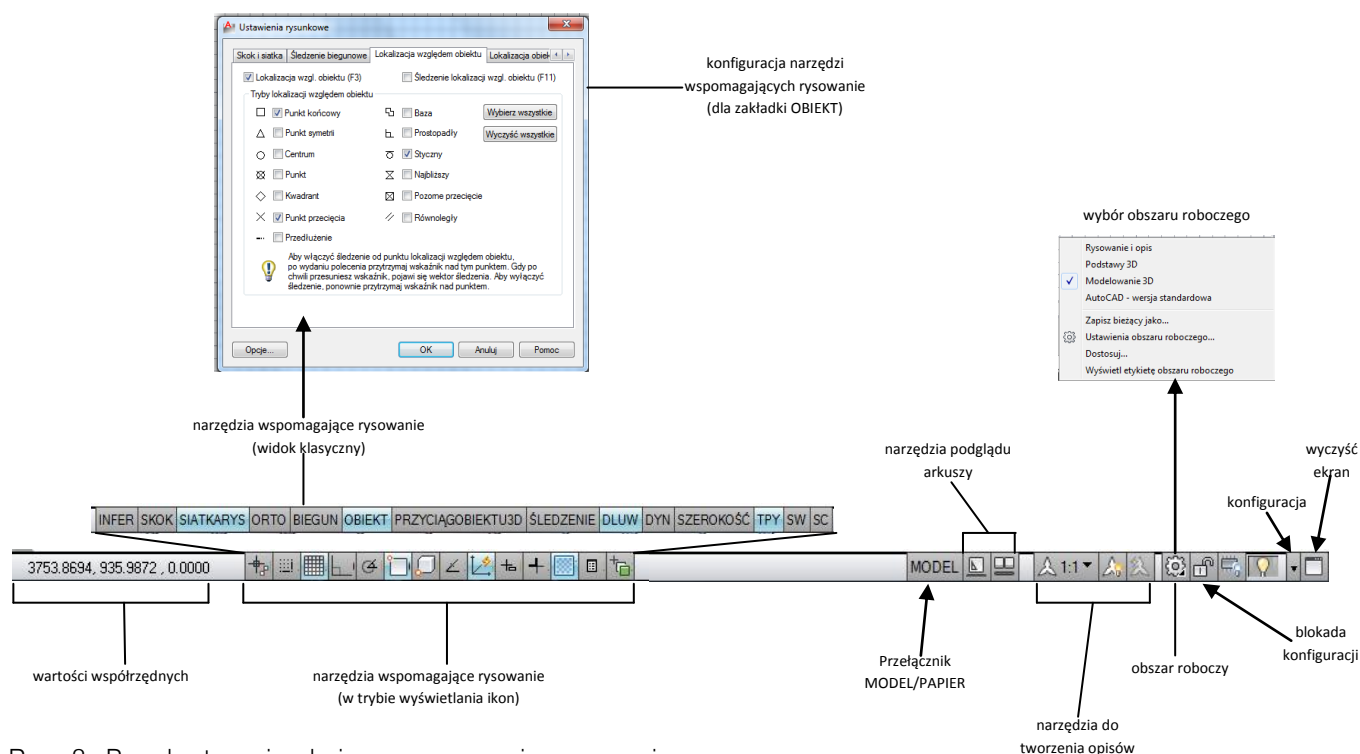 Ustawienia rysunkowe
Skok i siatka Śledzenie biegunowe Lokalizacja względem obiektu Lokalizacja obiek
Lokalizacja wzgl. obiektu (F3) Śledzenie lokalizacji wzgl. obiektu (F11)
Tryby lokalizacji względem obiektu
Punkt końcowy Baza Wybierz wszystkie
Punkt symetrii Prostopadły Wyczyść wszystkie
Centrum Styczny
Punkt Najbliższy
Kwadrant Pozorne przecięcie
Punkt przecięcia Równoległy
Przedłużenie
Aby włączyć śledzenie od punktu lokalizacji względem obiektu,
po wydaniu polecenia przytrzymaj wskaźnik nad tym punktem. Gdy po
chwili przesuniesz wskaźnik, pojawi się wektor śledzenia. Aby wyłączyć
śledzenie, ponownie przytrzymaj wskaźnik nad punktem.
Opcje... OK Anuluj Pomoc
konfiguracja narzędzi
wspomagających rysowanie
(dla zakładki OBIEKT)
wybór obszaru roboczego
Rysowanie i opis
Podstawy 3D
Modelowanie 3D
AutoCAD - wersja standardowa
Zapisz bieżący jako...
Ustawienia obszaru roboczego...
Dostosuj...
Wyświetl etykietę obszaru roboczego
narzędzia wspomagające rysowanie
(widok klasyczny)
narzędzia podglądu
arkuszy
wyczyść
ekran
konfiguracja
INFER SKOK SIATKARYS ORTO BIEGUN OBIEKT PRZYCIĄGOBIEKTU3D ŚLEDZENIE DLUW DYN SZEROKOŚĆ TPY SW SC
3753.8694, 935.9872 , 0.0000 MODEL 1:1
wartości współrzędnych
narzędzia wspomagające rysowanie
(w trybie wyświetlania ikon)
Przełącznik
MODEL/PAPIER
obszar roboczy
blokada
konfiguracji
narzędzia do
tworzenia opisów